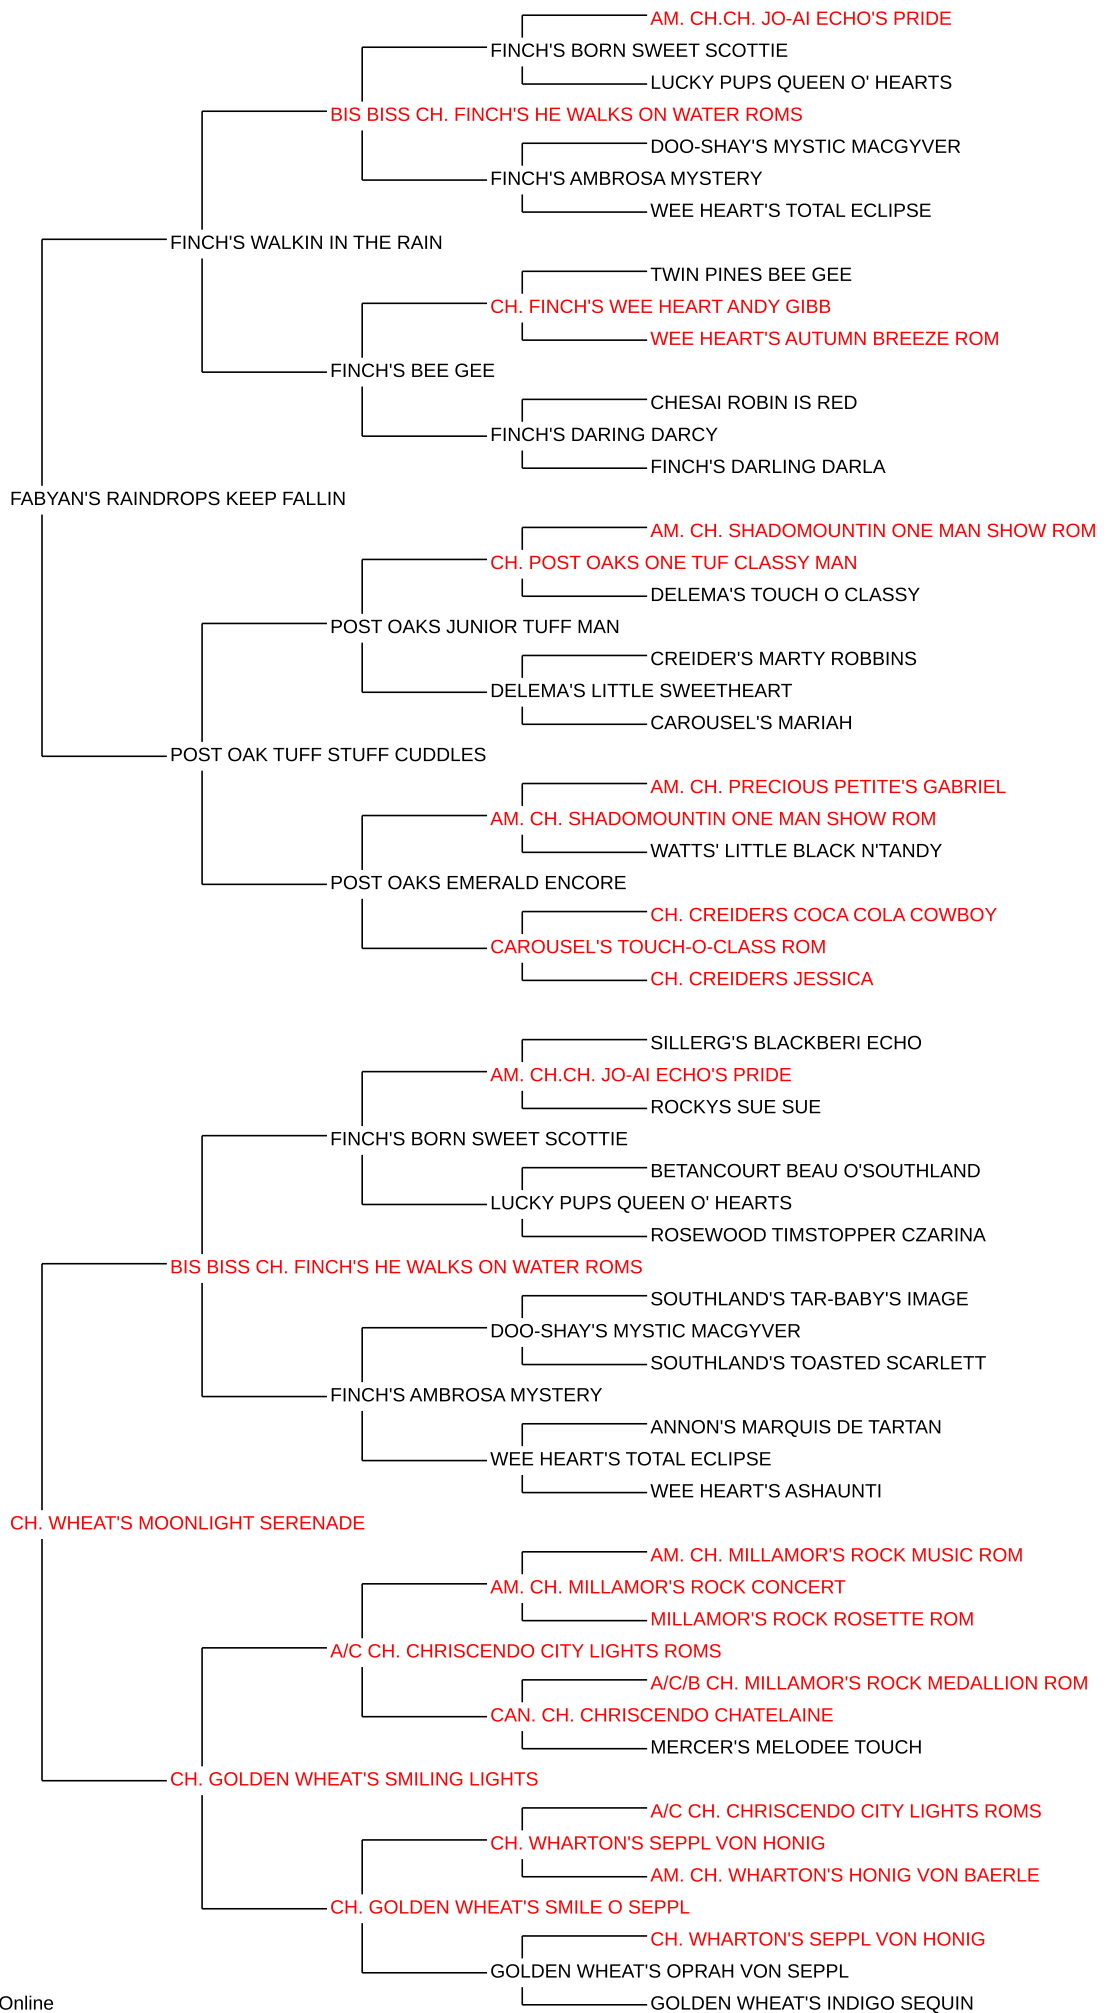 AM. CH.CH. JO-AI ECHO'S PRIDE
FINCH'S BORN SWEET SCOTTIE
LUCKY PUPS QUEEN O' HEARTS
BIS BISS CH. FINCH'S HE WALKS ON WATER ROMS
DOO-SHAY'S MYSTIC MACGYVER
FINCH'S AMBROSA MYSTERY
WEE HEART'S TOTAL ECLIPSE
FINCH'S WALKIN IN THE RAIN
TWIN PINES BEE GEE
CH. FINCH'S WEE HEART ANDY GIBB
WEE HEART'S AUTUMN BREEZE ROM
FINCH'S BEE GEE
CHESAI ROBIN IS RED
FINCH'S DARING DARCY
FINCH'S DARLING DARLA
FABYAN'S RAINDROPS KEEP FALLIN
AM. CH. SHADOMOUNTIN ONE MAN SHOW ROM
CH. POST OAKS ONE TUF CLASSY MAN
DELEMA'S TOUCH O CLASSY
POST OAKS JUNIOR TUFF MAN
CREIDER'S MARTY ROBBINS
DELEMA'S LITTLE SWEETHEART
CAROUSEL'S MARIAH
POST OAK TUFF STUFF CUDDLES
AM. CH. PRECIOUS PETITE'S GABRIEL
AM. CH. SHADOMOUNTIN ONE MAN SHOW ROM
WATTS' LITTLE BLACK N'TANDY
POST OAKS EMERALD ENCORE
CH. CREIDERS COCA COLA COWBOY
CAROUSEL'S TOUCH-O-CLASS ROM
CH. CREIDERS JESSICA
SILLERG'S BLACKBERI ECHO
AM. CH.CH. JO-AI ECHO'S PRIDE
ROCKYS SUE SUE
FINCH'S BORN SWEET SCOTTIE
BETANCOURT BEAU O'SOUTHLAND
LUCKY PUPS QUEEN O' HEARTS
ROSEWOOD TIMSTOPPER CZARINA
BIS BISS CH. FINCH'S HE WALKS ON WATER ROMS
SOUTHLAND'S TAR-BABY'S IMAGE
DOO-SHAY'S MYSTIC MACGYVER
SOUTHLAND'S TOASTED SCARLETT
FINCH'S AMBROSA MYSTERY
ANNON'S MARQUIS DE TARTAN
WEE HEART'S TOTAL ECLIPSE
WEE HEART'S ASHAUNTI
CH. WHEAT'S MOONLIGHT SERENADE
AM. CH. MILLAMOR'S ROCK MUSIC ROM
AM. CH. MILLAMOR'S ROCK CONCERT
MILLAMOR'S ROCK ROSETTE ROM
A/C CH. CHRISCENDO CITY LIGHTS ROMS
A/C/B CH. MILLAMOR'S ROCK MEDALLION ROM
CAN. CH. CHRISCENDO CHATELAINE
MERCER'S MELODEE TOUCH
CH. GOLDEN WHEAT'S SMILING LIGHTS
A/C CH. CHRISCENDO CITY LIGHTS ROMS
CH. WHARTON'S SEPPL VON HONIG
AM. CH. WHARTON'S HONIG VON BAERLE
CH. GOLDEN WHEAT'S SMILE O SEPPL
CH. WHARTON'S SEPPL VON HONIG
GOLDEN WHEAT'S OPRAH VON SEPPL
GOLDEN WHEAT'S INDIGO SEQUIN
Online